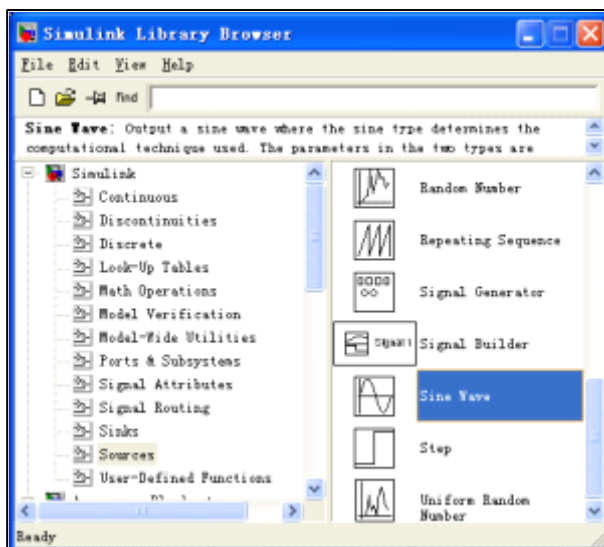 Simulink Library Browser
File Edit View Help
Find
Sine Wave: Output a sine wave where the sine type determines the
computational technique used. The parameters in the two types are
Simulink
Continuous
Discontinuities
Discrete
Look-Up Tables
Math Operations
Model Verification
Model-Wide Utilities
Ports & Subsystems
Signal Attributes
Signal Routing
Sinks
Sources
User-Defined Functions
Random Number
Repeating Sequence
Signal Generator
Signal 1
Signal Builder
Sine Wave
Step
Uniform Random
Number
Ready